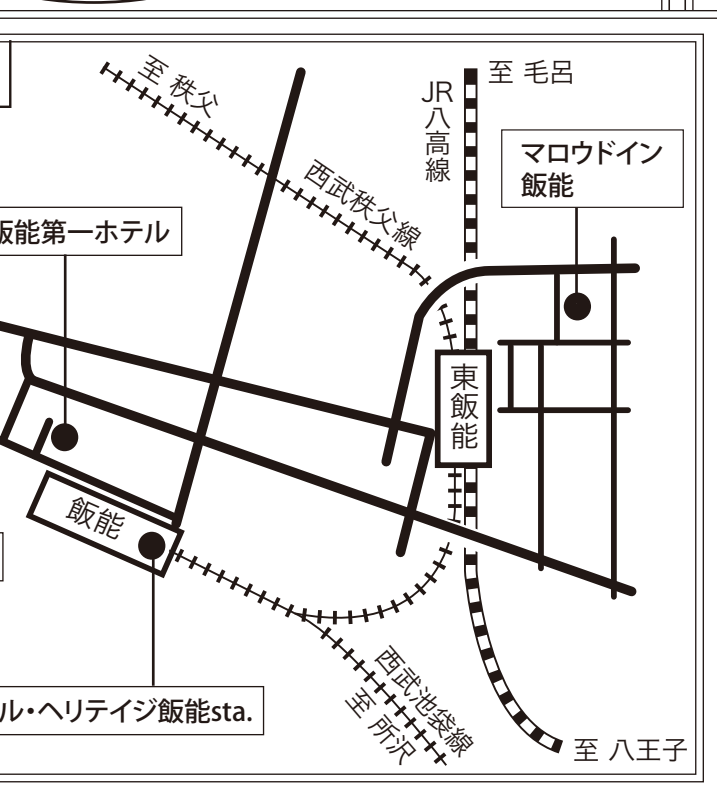 至 秩父
至 毛呂
JR八高線
マロウドイン
飯能
西武秩父線
飯能第一ホテル
東飯能
飯能
ル・ヘリテイジ飯能sta.
西武池袋線
至 所沢
至 八王子